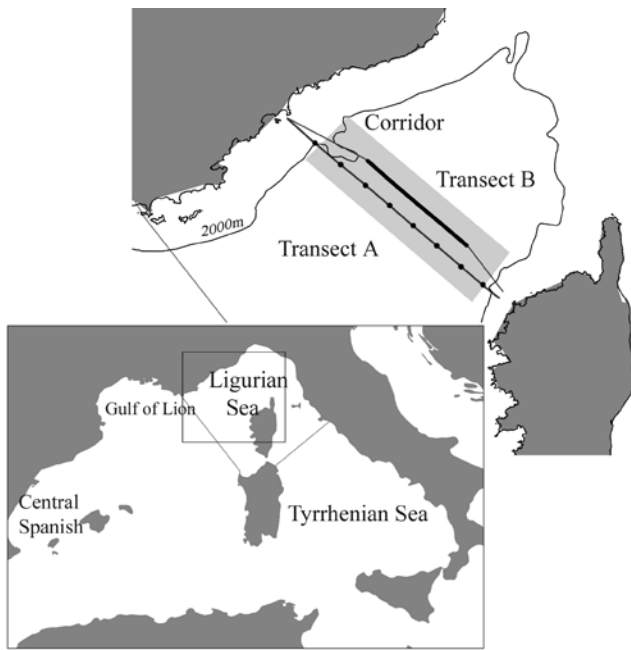 Corridor
Transect B
2000m
Transect A
Ligurian
Sea
Gulf of Lion
Central
Spanish
Tyrrhenian Sea